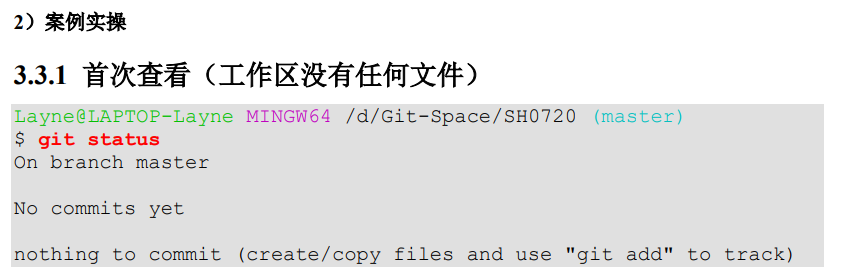 2）案例实操
3.3.1 首次查看（工作区没有任何文件）
Layne@LAPTOP-Layne MINGW64 /d/Git-Space/SH0720 (master)
$ git status
On branch master
No commits yet
nothing to commit (create/copy files and use "git add" to track)